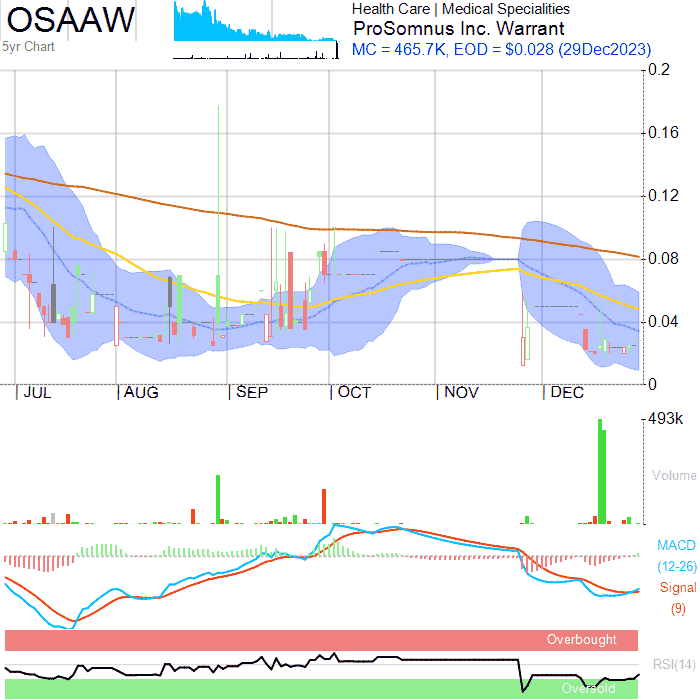 OSAAW
5yr Chart
Health Care | Medical Specialities
ProSomnus Inc. Warrant
MC = 465.7K, EOD = $0.028 (29Dec2023)
0.2
0.16
0.12
0.08
0.04
0
JUL AUG SEP OCT NOV DEC
493k
Volume
MACD
(12-26)
Signal
(9)
Overbought
RSI(14)
Oversold